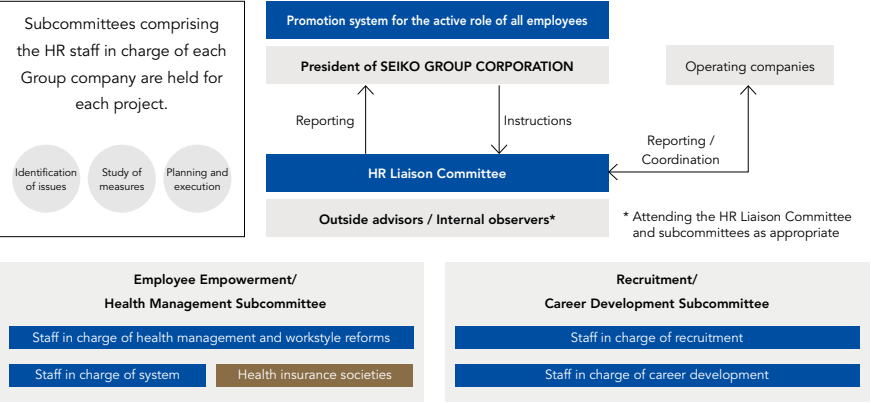 Subcommittees comprising
the HR staff in charge of each
Group company are held for
each project.
Identification
of issues
Study of
measures
Planning and
execution
Promotion system for the active role of all employees
President of SEIKO GROUP CORPORATION
Reporting
Instructions
HR Liaison Committee
Outside advisors / Internal observers*
Operating companies
Reporting /
Coordination
* Attending the HR Liaison Committee
and subcommittees as appropriate
Employee Empowerment/
Health Management Subcommittee
Staff in charge of health management and workstyle reforms
Staff in charge of system
Health insurance societies
Recruitment/
Career Development Subcommittee
Staff in charge of recruitment
Staff in charge of career development